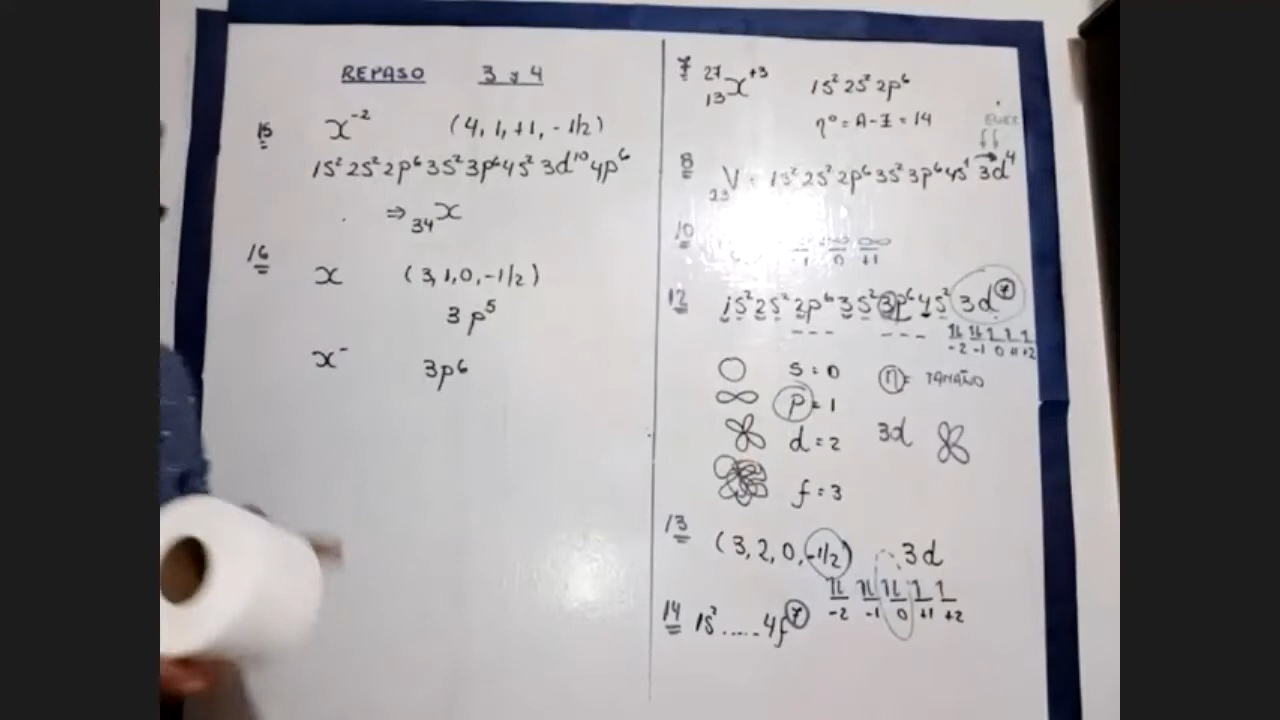 REPASO 3 y 4
15 x⁻² (4, 1, +1, -1/2)
1s² 2s² 2p⁶ 3s² 3p⁶ 4s² 3d¹⁰ 4p⁶
⇒ ₃₄x
16 x (3, 1, 0, -1/2)
3p⁵
x⁻ 3p⁶
7 ²⁷₁₃x⁺³ 1s² 2s² 2p⁶
η° = A - Z = 14
8 ₂₃V = 1s² 2s² 2p⁶ 3s² 3p⁶ 4s¹ 3d⁴
10
-1 0 +1
12 1s² 2s² 2p⁶ 3s² 3p⁶ 4s² 3d⁷
-2 -1 0 +1 +2
s = 0 η = TAMAÑO
p = 1
d = 2 3d
f = 3
13 (3, 2, 0, -1/2) 3d
-2 -1 0 +1 +2
14 1s² ..... 4f⁷